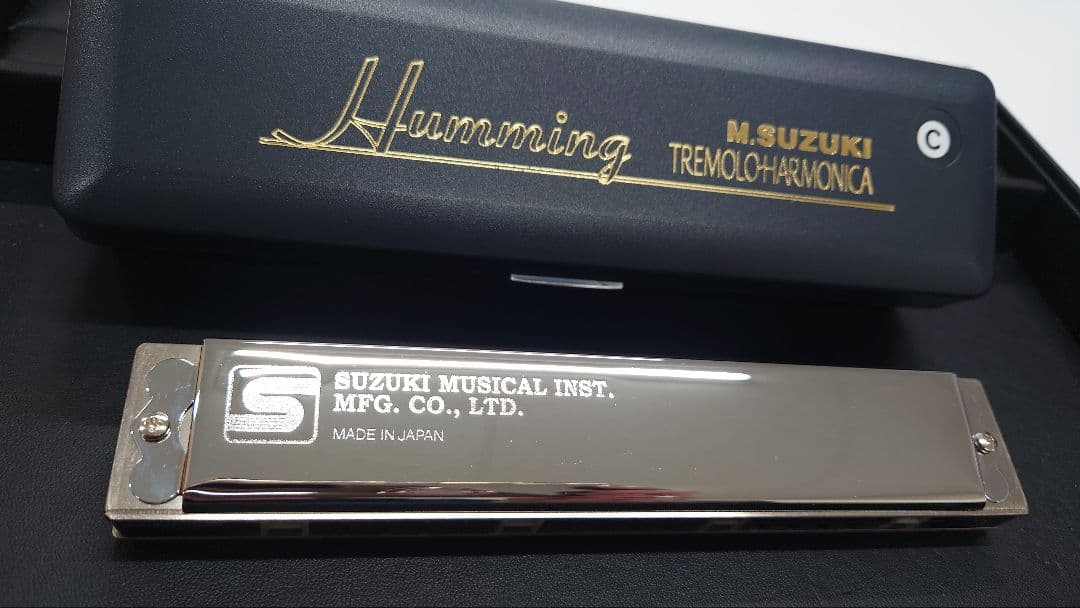 Humming
M.SUZUKI
TREMOLO-HARMONICA
C
S
SUZUKI MUSICAL INST.
MFG. CO., LTD.
MADE IN JAPAN